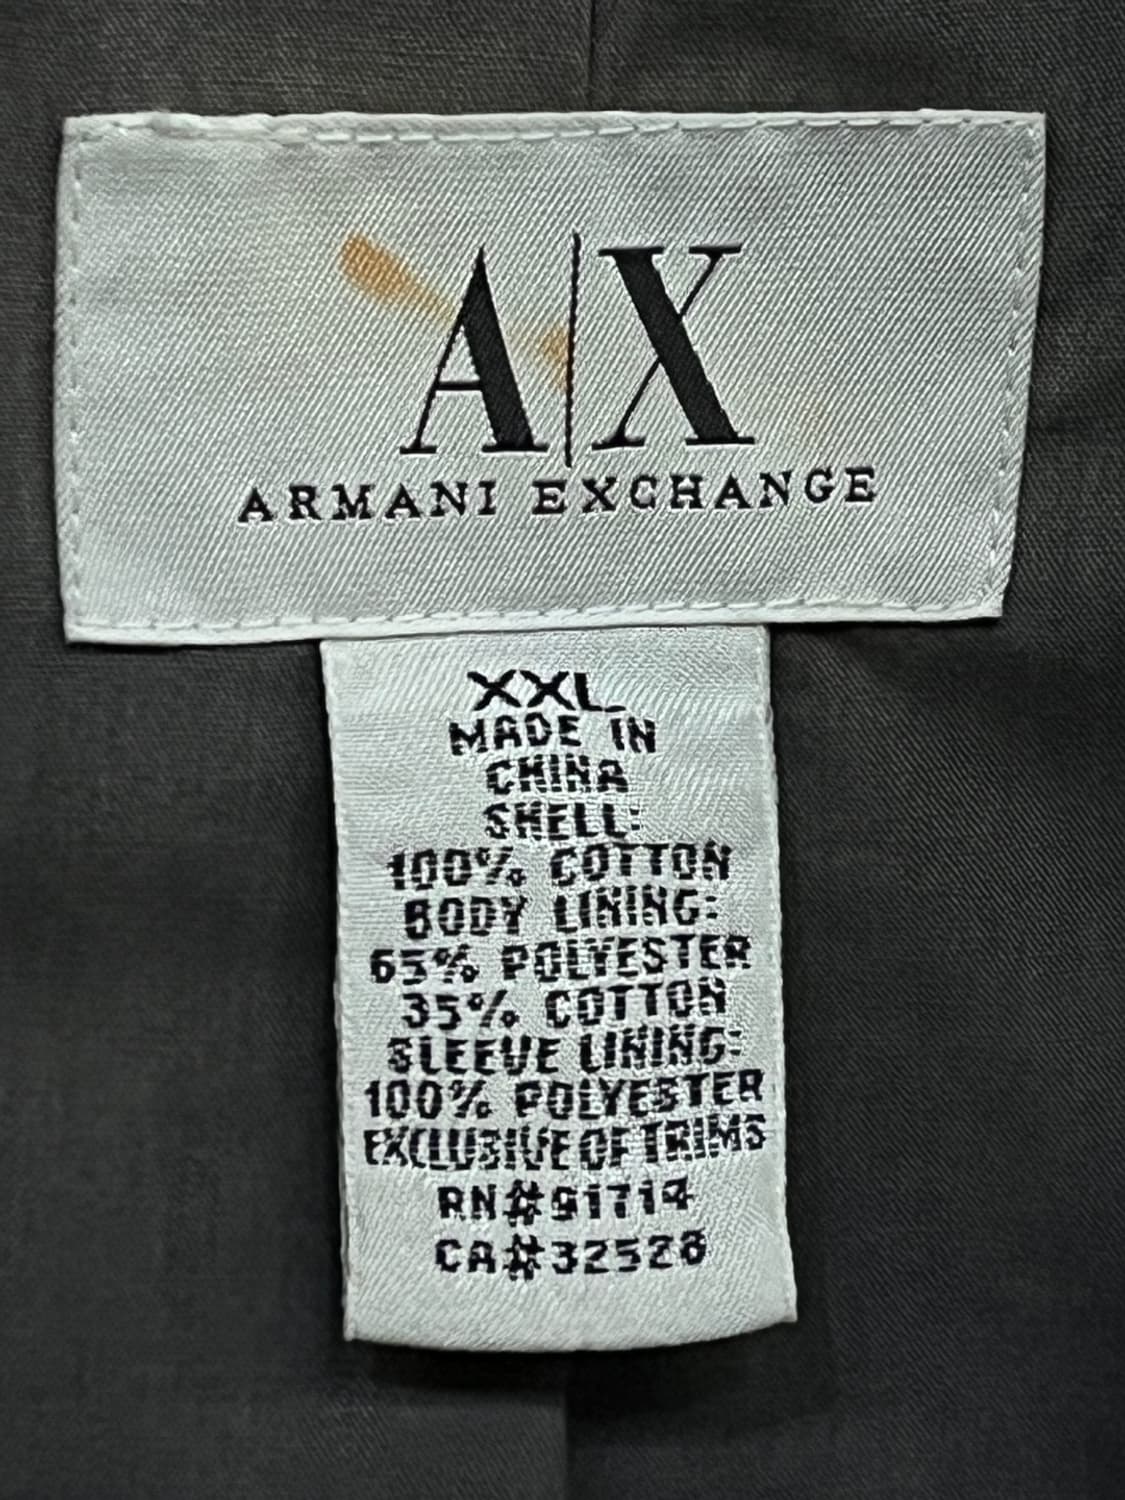 A|X
ARMANI EXCHANGE
XXL
MADE IN
CHINA
SHELL:
100% COTTON
BODY LINING:
65% POLYESTER
35% COTTON
SLEEVE LINING:
100% POLYESTER
EXCLUSIVE OF TRIMS
RN#91714
CA#32528